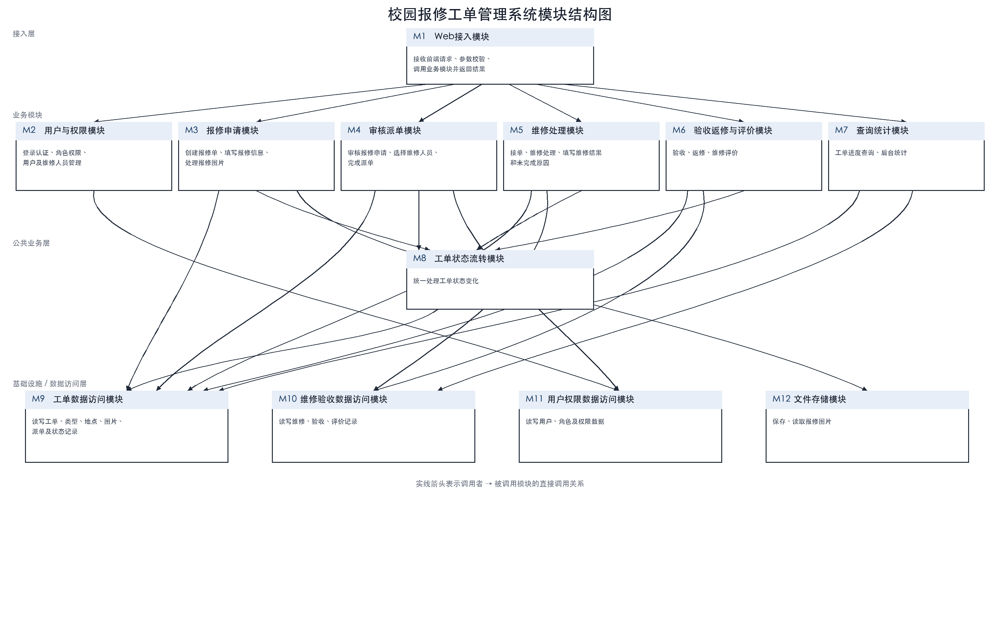 校园报修工单管理系统模块结构图
接入层
M1 Web接入模块
接收前端请求、参数校验、
调用业务模块并返回结果
业务模块
M2 用户与权限模块
登录认证、角色权限、
用户及维修人员管理
M3 报修申请模块
创建报修单、填写报修信息、
处理报修图片
M4 审核派单模块
审核报修申请、选择维修人员、
完成派单
M5 维修处理模块
接单、维修处理、填写维修结果
和未完成原因
M6 验收返修与评价模块
验收、返修、维修评价
M7 查询统计模块
工单进度查询、后台统计
公共业务层
M8 工单状态流转模块
统一处理工单状态变化
基础设施 / 数据访问层
M9 工单数据访问模块
读写工单、类型、地点、图片、
派单及状态记录
M10 维修验收数据访问模块
读写维修、验收、评价记录
M11 用户权限数据访问模块
读写用户、角色及权限数据
M12 文件存储模块
保存、读取报修图片
实线箭头表示调用者 → 被调用模块的直接调用关系